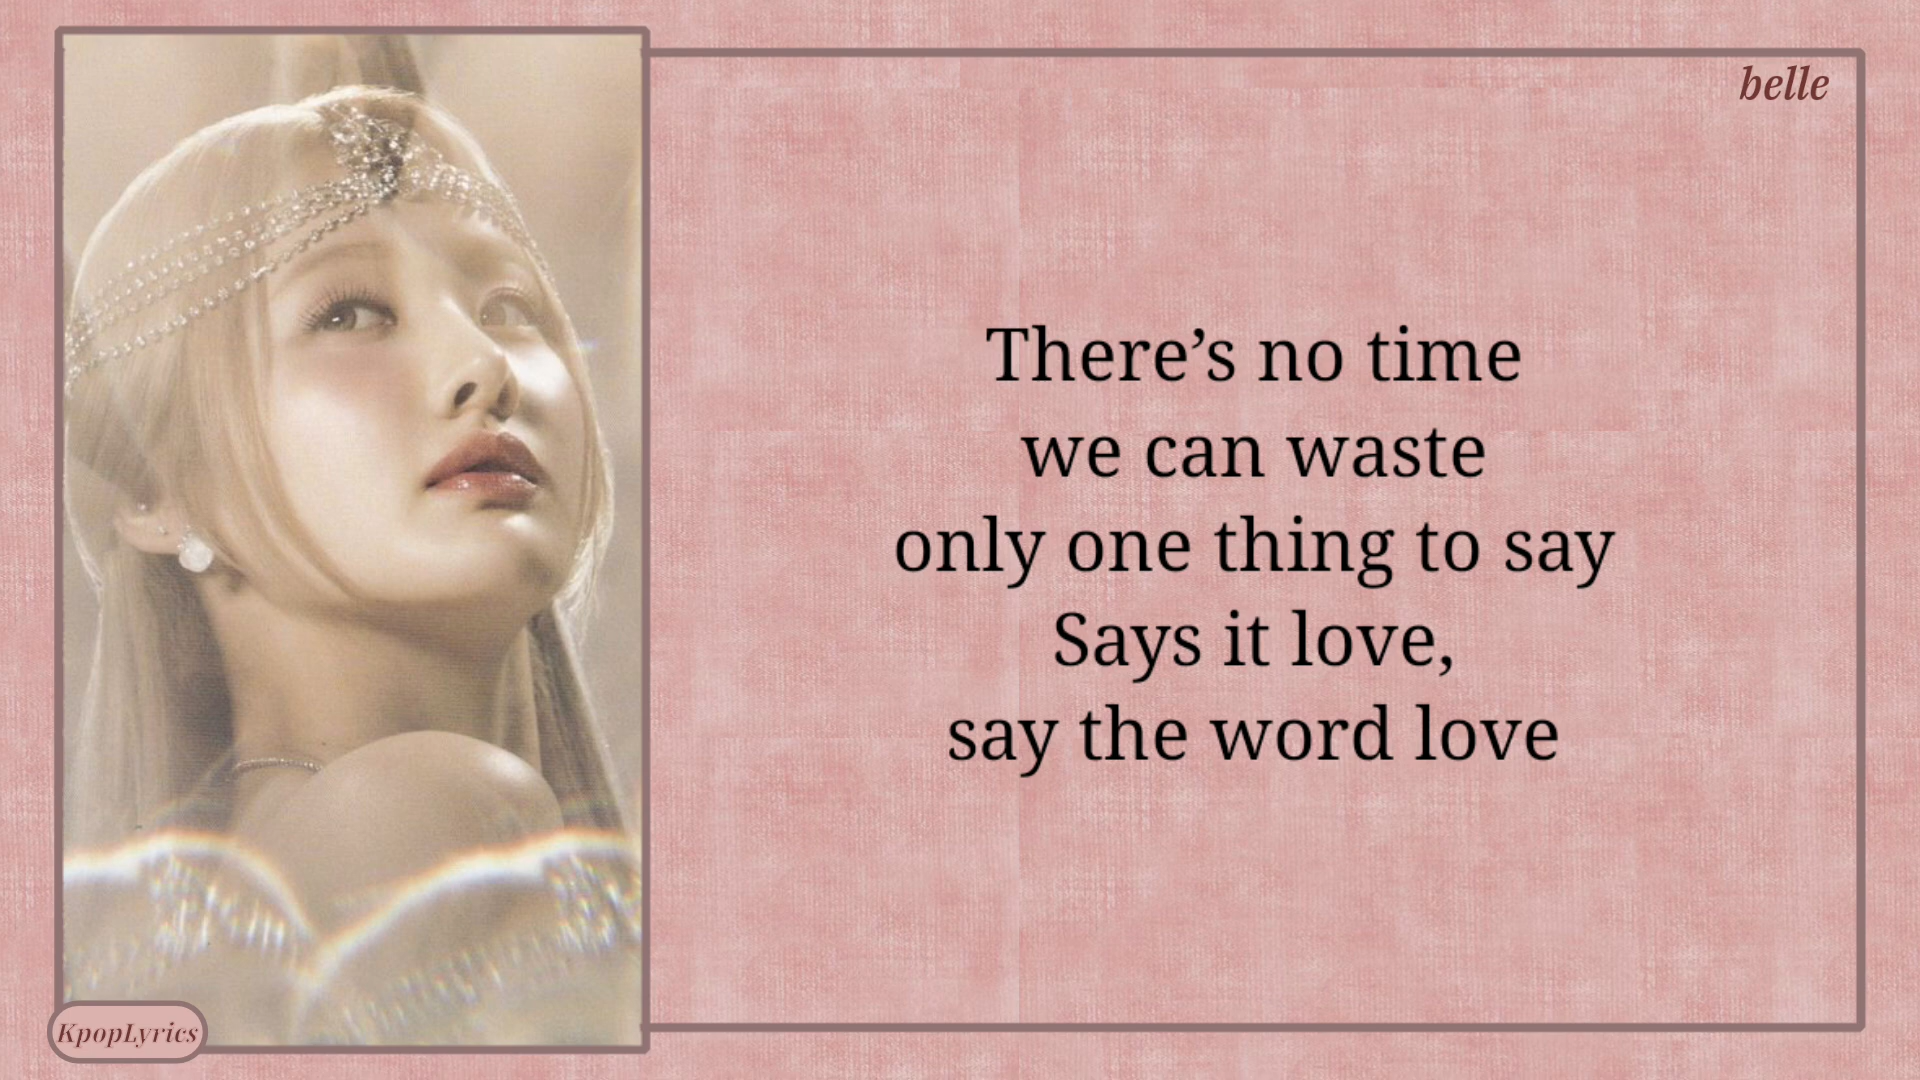 belle
There’s no time
we can waste
only one thing to say
Says it love,
say the word love
KpopLyrics